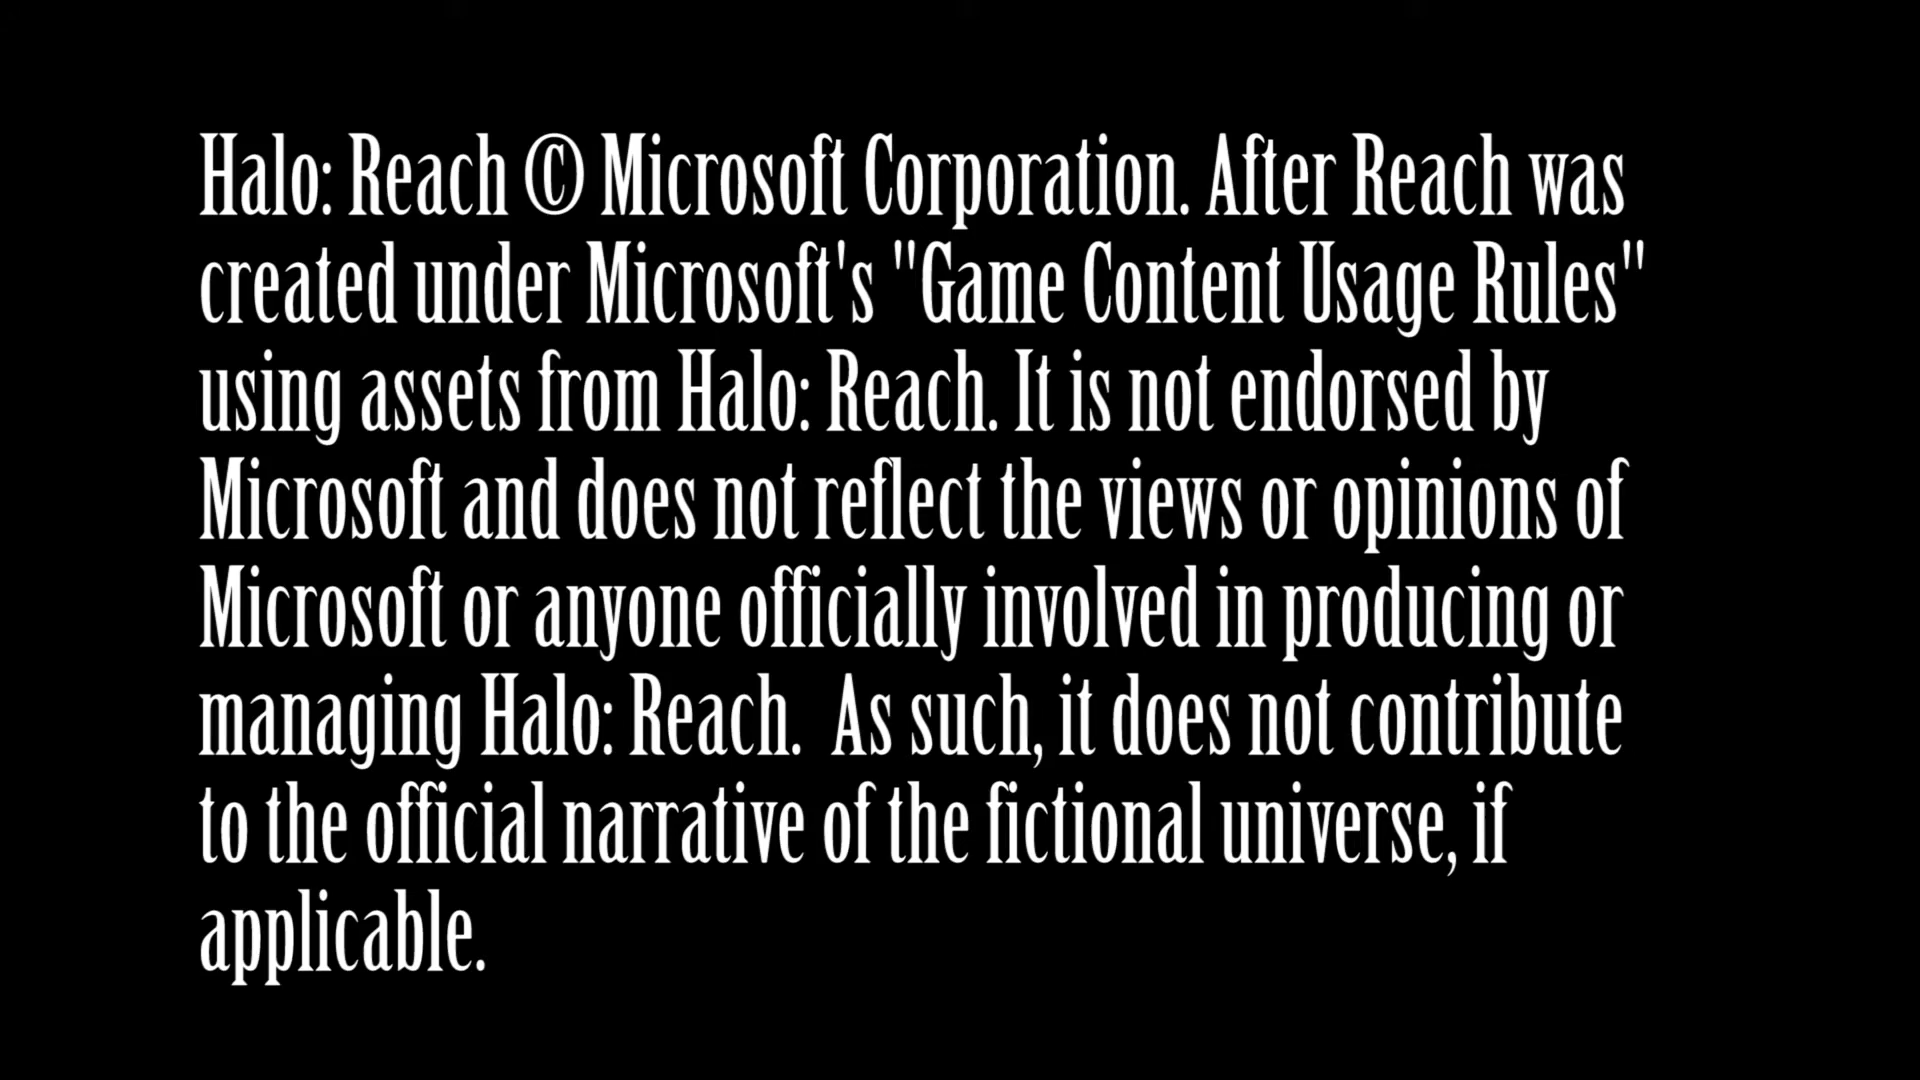 Halo: Reach © Microsoft Corporation. After Reach was
created under Microsoft's "Game Content Usage Rules"
using assets from Halo: Reach. It is not endorsed by
Microsoft and does not reflect the views or opinions of
Microsoft or anyone officially involved in producing or
managing Halo: Reach.  As such, it does not contribute
to the official narrative of the fictional universe, if
applicable.